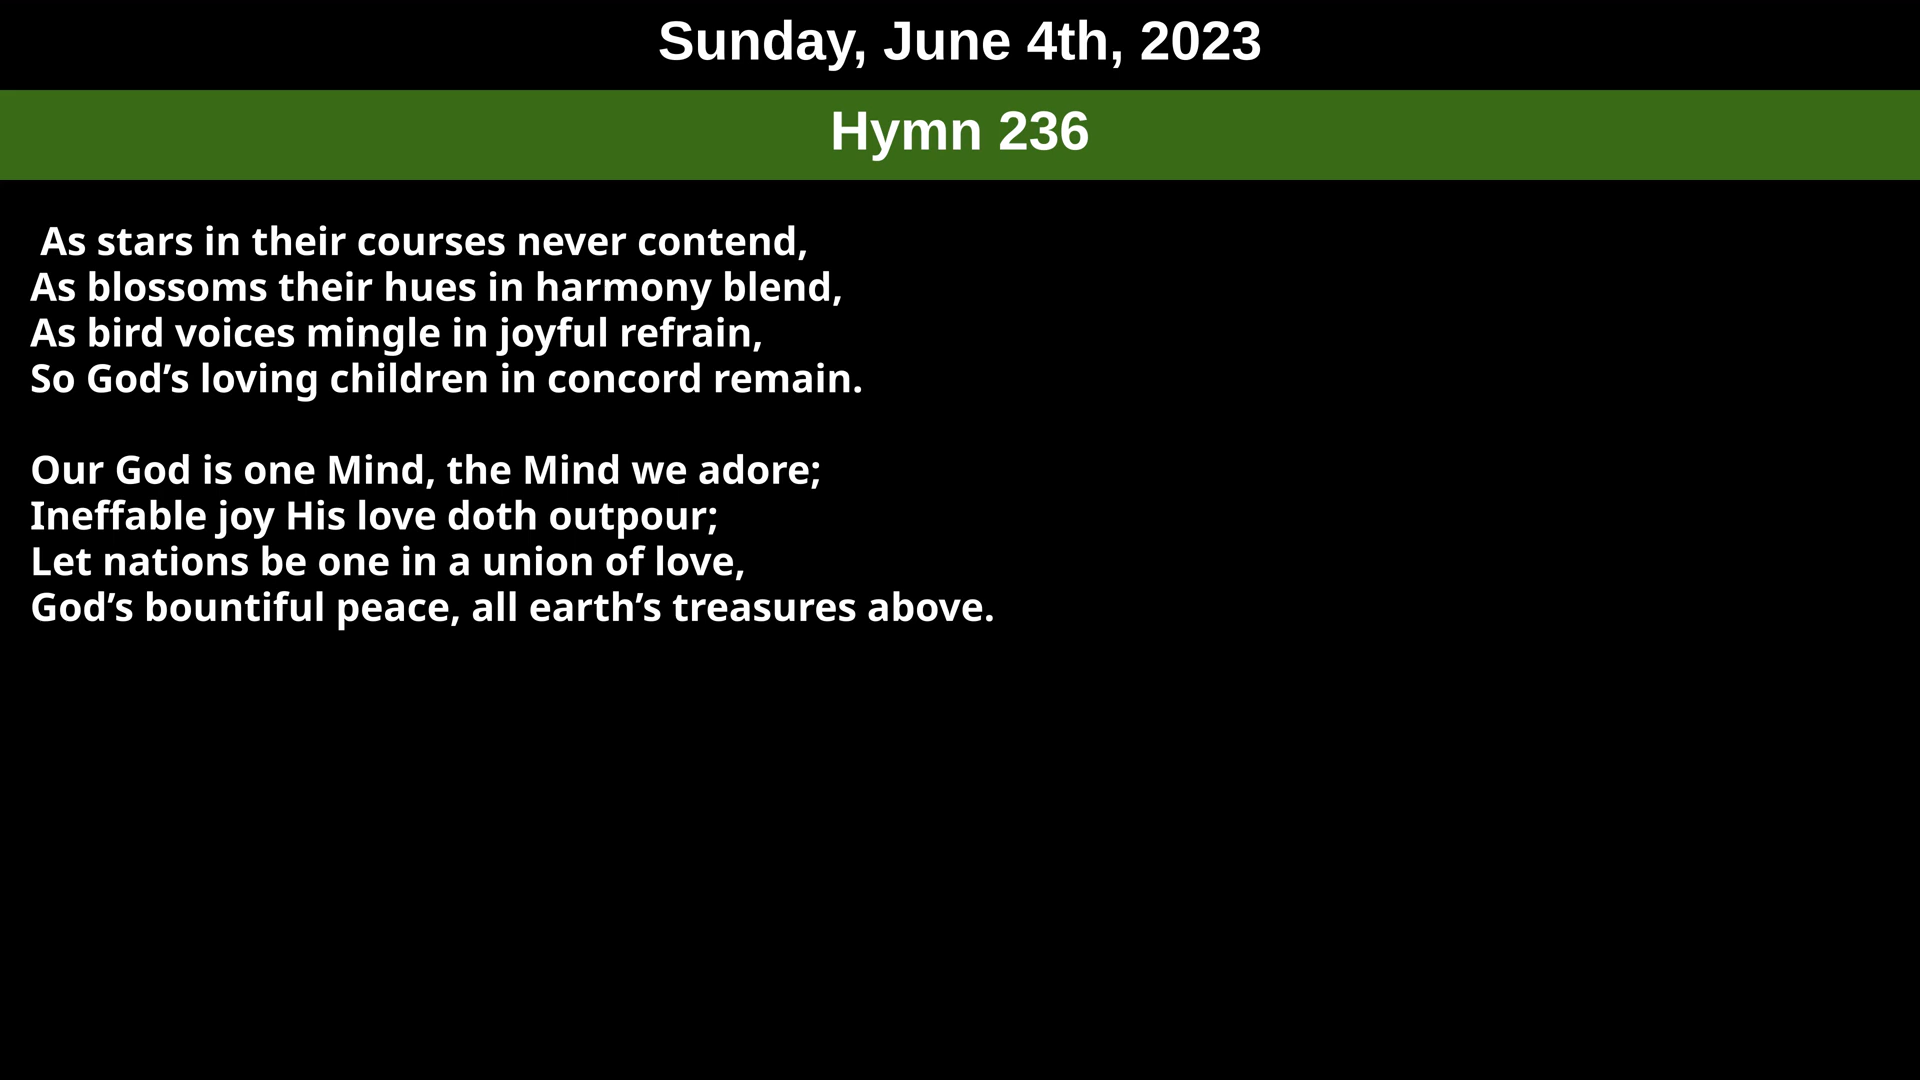 Sunday, June 4th, 2023
Hymn 236
As stars in their courses never contend,
As blossoms their hues in harmony blend,
As bird voices mingle in joyful refrain,
So God’s loving children in concord remain.
Our God is one Mind, the Mind we adore;
Ineffable joy His love doth outpour;
Let nations be one in a union of love,
God’s bountiful peace, all earth’s treasures above.